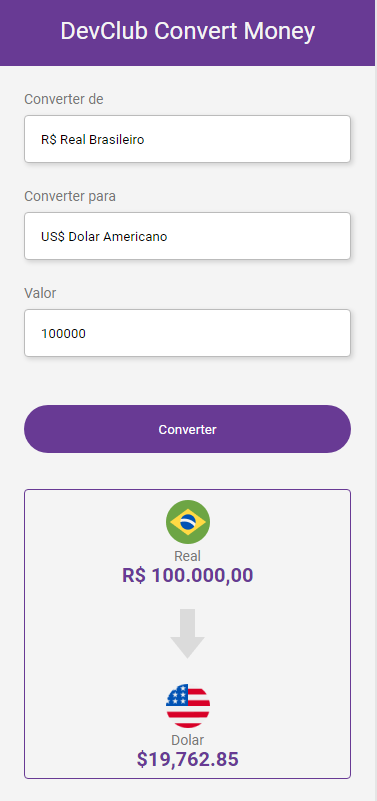 DevClub Convert Money
Converter de
R$ Real Brasileiro
Converter para
US$ Dolar Americano
Valor
100000
Converter
Real
R$ 100.000,00
Dolar
$19,762.85